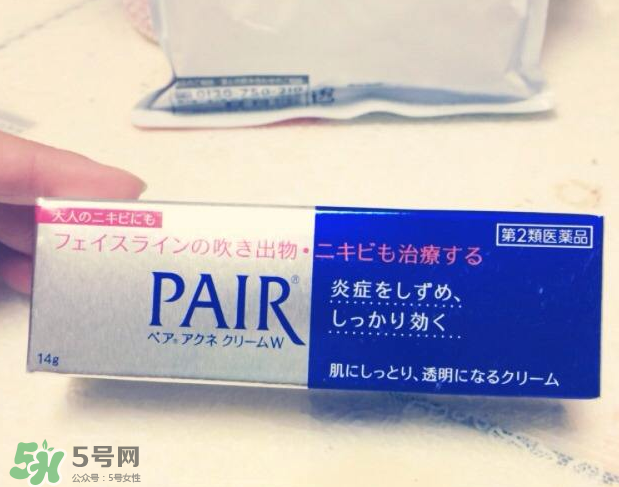 0120-750-210
大人のニキビにも
フェイスラインの吹き出物・ニキビも治療する
第2類医薬品
PAIR®
ペア® アクネ クリームW
14g
炎症をしずめ、
しっかり効く
肌にしっとり、透明になるクリーム
5号网
公众号:5号女性